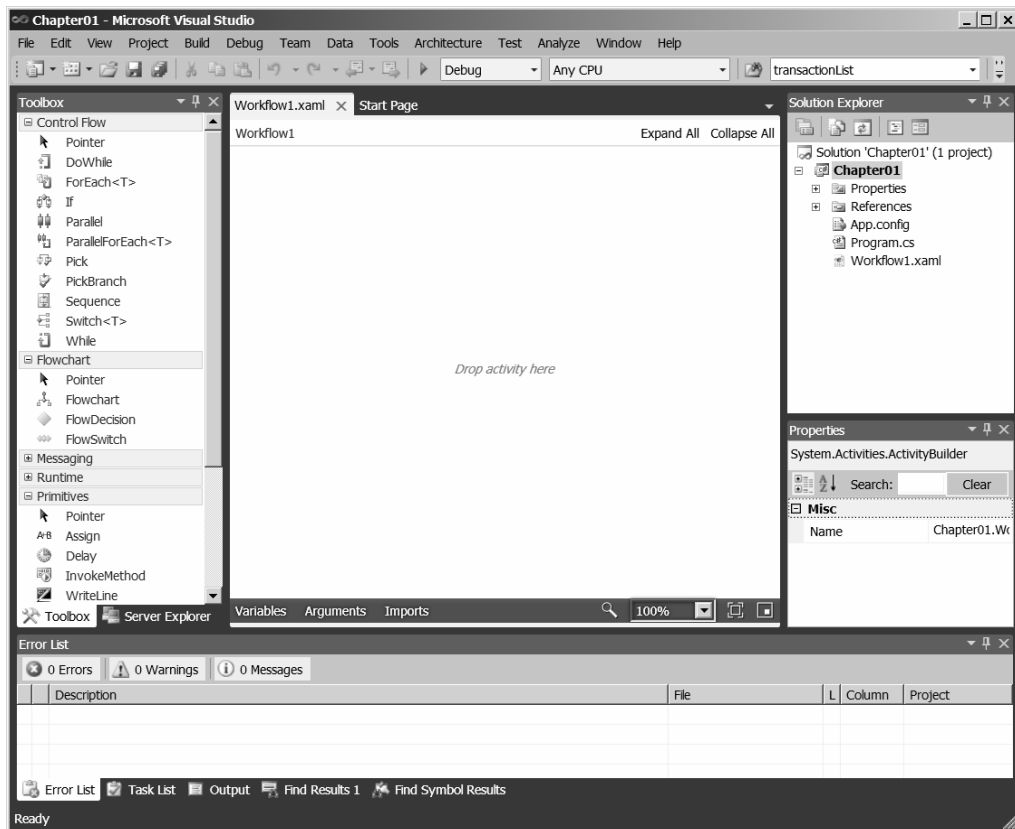 Chapter01 - Microsoft Visual Studio
File Edit View Project Build Debug Team Data Tools Architecture Test Analyze Window Help
Debug Any CPU transactionList
Toolbox
Control Flow
Pointer
DoWhile
ForEach<T>
If
Parallel
ParallelForEach<T>
Pick
PickBranch
Sequence
Switch<T>
While
Flowchart
Pointer
Flowchart
FlowDecision
FlowSwitch
Messaging
Runtime
Primitives
Pointer
A+B Assign
Delay
InvokeMethod
WriteLine
Toolbox Server Explorer
Workflow1.xaml Start Page
Workflow1 Expand All Collapse All
Drop activity here
Variables Arguments Imports 100%
Solution Explorer
Solution 'Chapter01' (1 project)
Chapter01
Properties
References
App.config
Program.cs
Workflow1.xaml
Properties
System.Activities.ActivityBuilder
Search: Clear
Misc
Name Chapter01.Wo
Error List
0 Errors 0 Warnings 0 Messages
Description File L Column Project
Error List Task List Output Find Results 1 Find Symbol Results
Ready